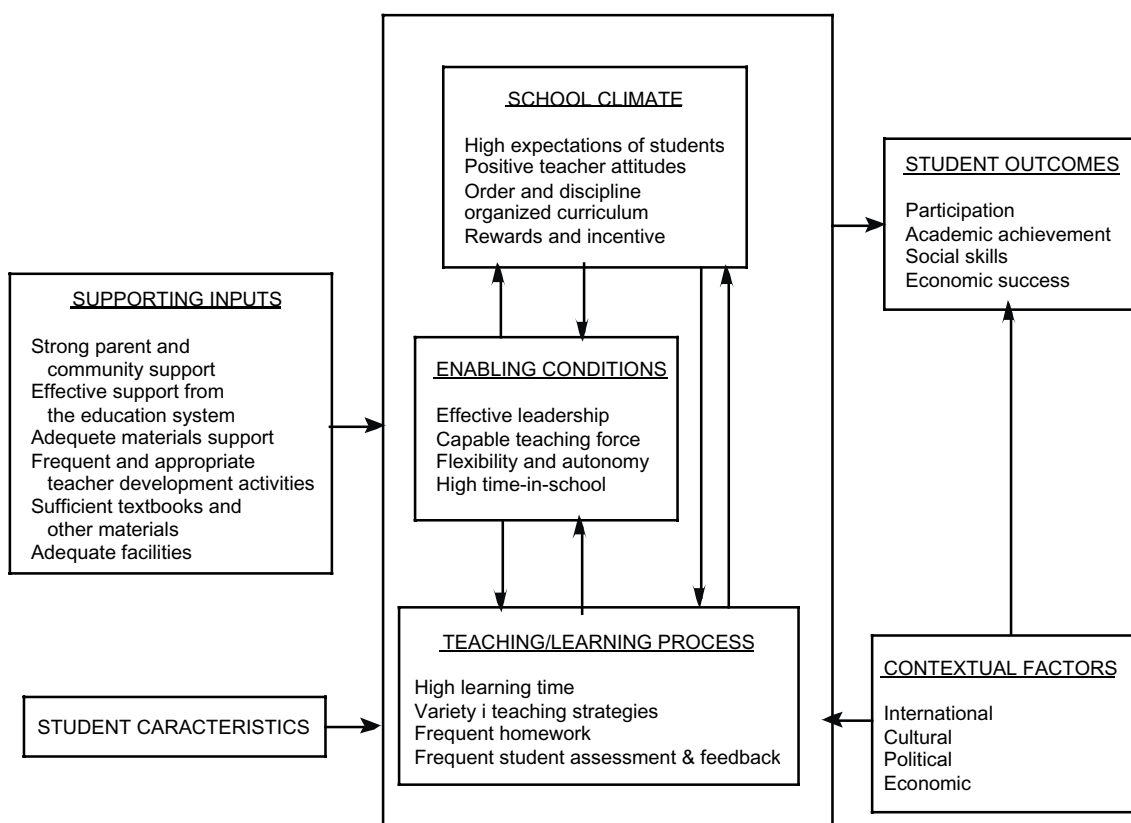 SCHOOL CLIMATE
High expectations of students
Positive teacher attitudes
Order and discipline
organized curriculum
Rewards and incentive
STUDENT OUTCOMES
Participation
Academic achievement
Social skills
Economic success
SUPPORTING INPUTS
Strong parent and
community support
Effective support from
the education system
Adequete materials support
Frequent and appropriate
teacher development activities
Sufficient textbooks and
other materials
Adequate facilities
ENABLING CONDITIONS
Effective leadership
Capable teaching force
Flexibility and autonomy
High time-in-school
TEACHING/LEARNING PROCESS
High learning time
Variety i teaching strategies
Frequent homework
Frequent student assessment & feedback
STUDENT CARACTERISTICS
CONTEXTUAL FACTORS
International
Cultural
Political
Economic